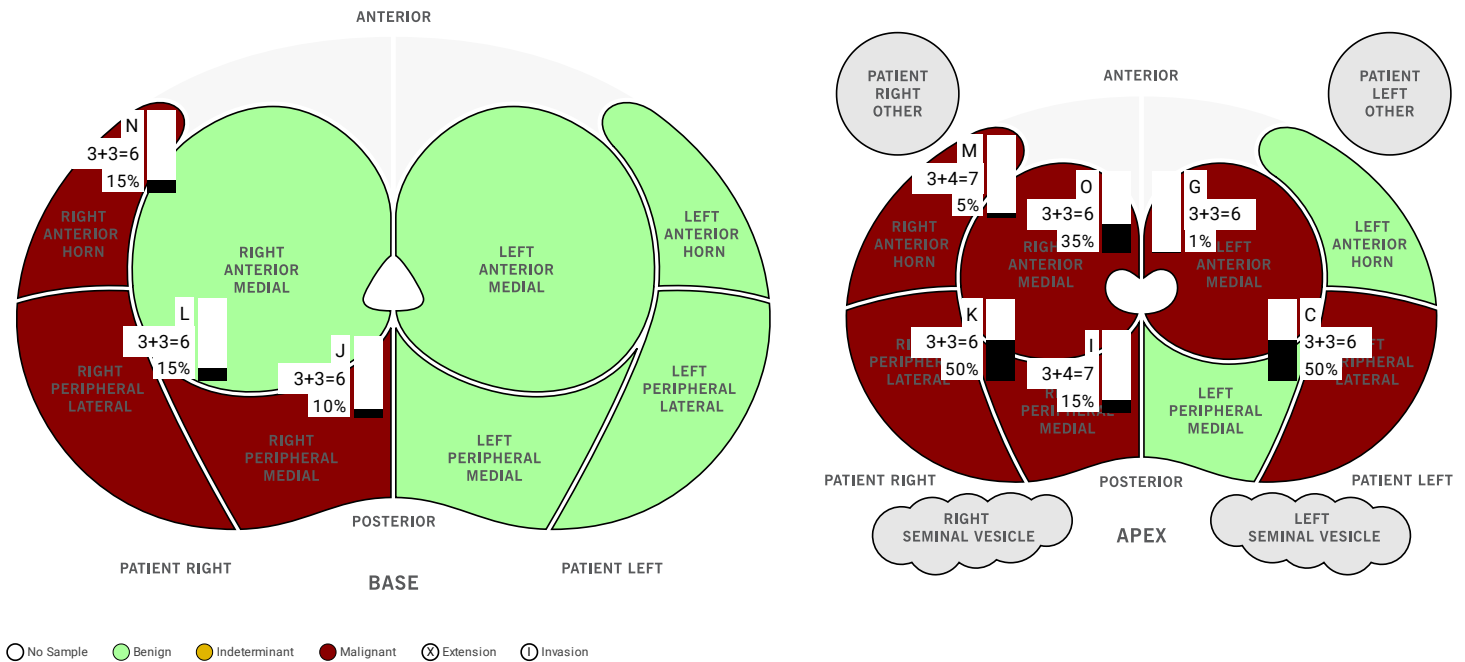 ANTERIOR
N
3+3=6
15%
RIGHT
ANTERIOR
HORN
RIGHT
ANTERIOR
MEDIAL
LEFT
ANTERIOR
MEDIAL
LEFT
ANTERIOR
HORN
L
3+3=6
15%
J
3+3=6
10%
RIGHT
PERIPHERAL
LATERAL
RIGHT
PERIPHERAL
MEDIAL
LEFT
PERIPHERAL
MEDIAL
LEFT
PERIPHERAL
LATERAL
POSTERIOR
PATIENT RIGHT
PATIENT LEFT
BASE
PATIENT
RIGHT
OTHER
ANTERIOR
PATIENT
LEFT
OTHER
M
3+4=7
5%
O
3+3=6
35%
G
3+3=6
1%
RIGHT
ANTERIOR
HORN
RIGHT
ANTERIOR
MEDIAL
LEFT
ANTERIOR
MEDIAL
LEFT
ANTERIOR
HORN
K
3+3=6
50%
I
3+4=7
15%
C
3+3=6
50%
LATERAL
MEDIAL
LEFT
PERIPHERAL
MEDIAL
LATERAL
PATIENT RIGHT
POSTERIOR
PATIENT LEFT
RIGHT
SEMINAL VESICLE
APEX
LEFT
SEMINAL VESICLE
No Sample
Benign
Indeterminant
Malignant
X Extension
I Invasion